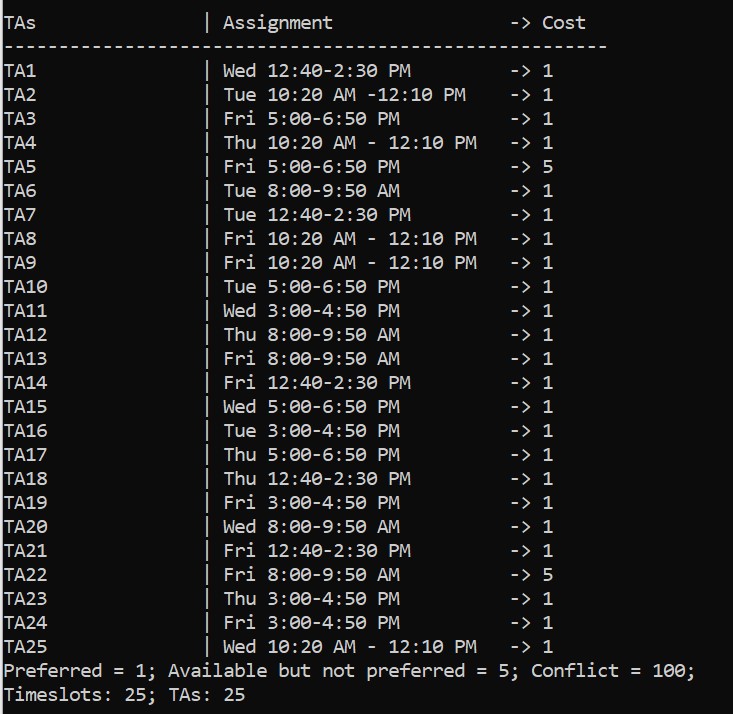 TAs | Assignment -> Cost
-------------------------------------------------------
TA1 | Wed 12:40-2:30 PM -> 1
TA2 | Tue 10:20 AM -12:10 PM -> 1
TA3 | Fri 5:00-6:50 PM -> 1
TA4 | Thu 10:20 AM - 12:10 PM -> 1
TA5 | Fri 5:00-6:50 PM -> 5
TA6 | Tue 8:00-9:50 AM -> 1
TA7 | Tue 12:40-2:30 PM -> 1
TA8 | Fri 10:20 AM - 12:10 PM -> 1
TA9 | Fri 10:20 AM - 12:10 PM -> 1
TA10 | Tue 5:00-6:50 PM -> 1
TA11 | Wed 3:00-4:50 PM -> 1
TA12 | Thu 8:00-9:50 AM -> 1
TA13 | Fri 8:00-9:50 AM -> 1
TA14 | Fri 12:40-2:30 PM -> 1
TA15 | Wed 5:00-6:50 PM -> 1
TA16 | Tue 3:00-4:50 PM -> 1
TA17 | Thu 5:00-6:50 PM -> 1
TA18 | Thu 12:40-2:30 PM -> 1
TA19 | Fri 3:00-4:50 PM -> 1
TA20 | Wed 8:00-9:50 AM -> 1
TA21 | Fri 12:40-2:30 PM -> 1
TA22 | Fri 8:00-9:50 AM -> 5
TA23 | Thu 3:00-4:50 PM -> 1
TA24 | Fri 3:00-4:50 PM -> 1
TA25 | Wed 10:20 AM - 12:10 PM -> 1
Preferred = 1; Available but not preferred = 5; Conflict = 100;
Timeslots: 25; TAs: 25